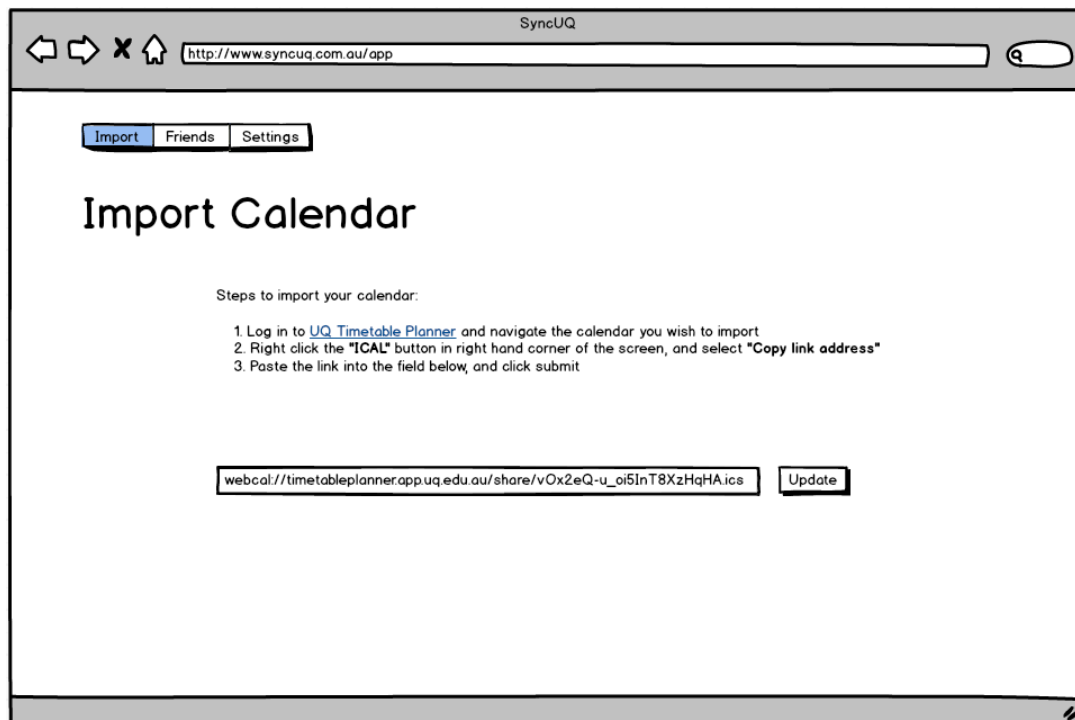 SyncUQ
http://www.syncuq.com.au/app
Import Friends Settings
Import Calendar
Steps to import your calendar:
1. Log in to UQ Timetable Planner and navigate the calendar you wish to import
2. Right click the "ICAL" button in right hand corner of the screen, and select "Copy link address"
3. Paste the link into the field below, and click submit
webcal://timetableplanner.app.uq.edu.au/share/vOx2eQ-u_oi5InT8XzHqHA.ics Update